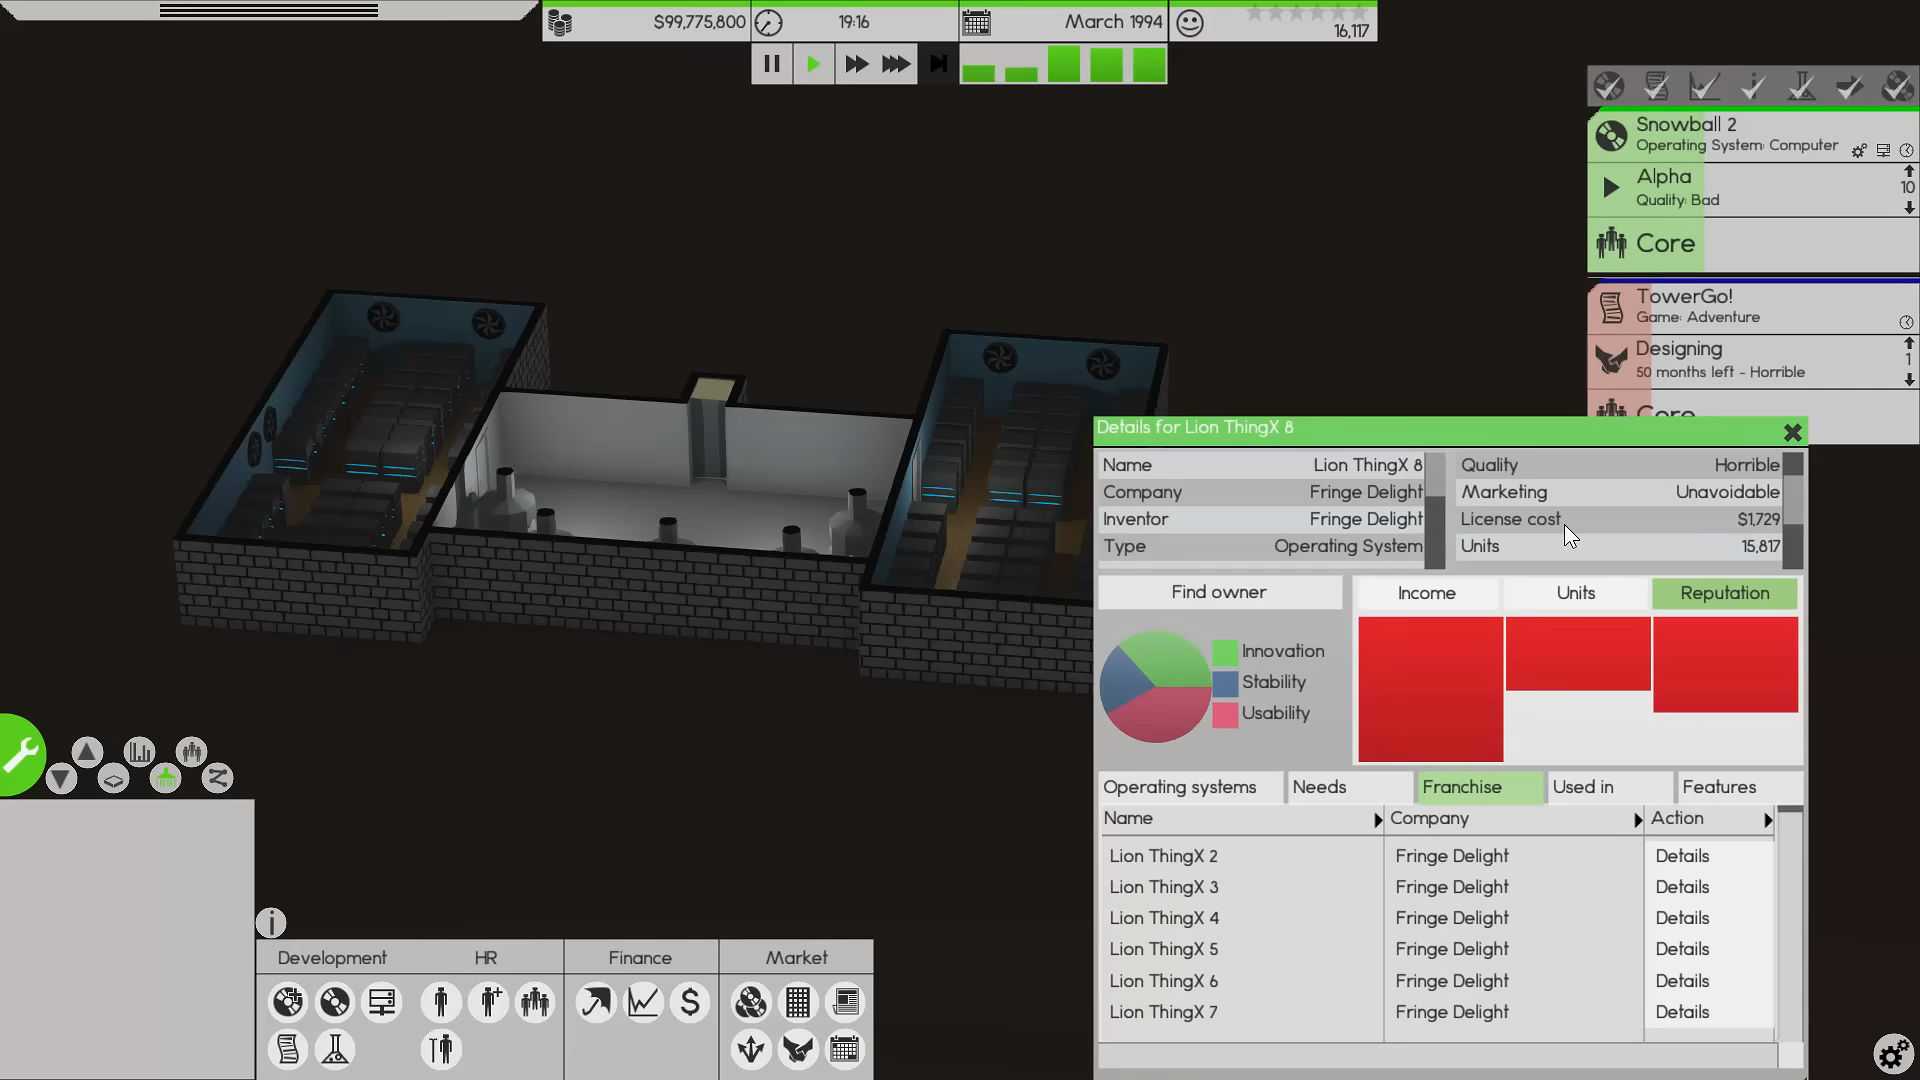 $99,775,800
19:16
March 1994
16,117
Snowball 2
Operating System: Computer
Alpha
Quality: Bad
10
Core
TowerGo!
Game: Adventure
Designing
50 months left - Horrible
1
Core
Details for Lion ThingX 8
Name Lion ThingX 8
Company Fringe Delight
Inventor Fringe Delight
Type Operating System
Quality Horrible
Marketing Unavoidable
License cost $1,729
Units 15,817
Find owner
Income Units Reputation
Innovation
Stability
Usability
Operating systems Needs Franchise Used in Features
Name Company Action
Lion ThingX 2 Fringe Delight Details
Lion ThingX 3 Fringe Delight Details
Lion ThingX 4 Fringe Delight Details
Lion ThingX 5 Fringe Delight Details
Lion ThingX 6 Fringe Delight Details
Lion ThingX 7 Fringe Delight Details
Development HR Finance Market